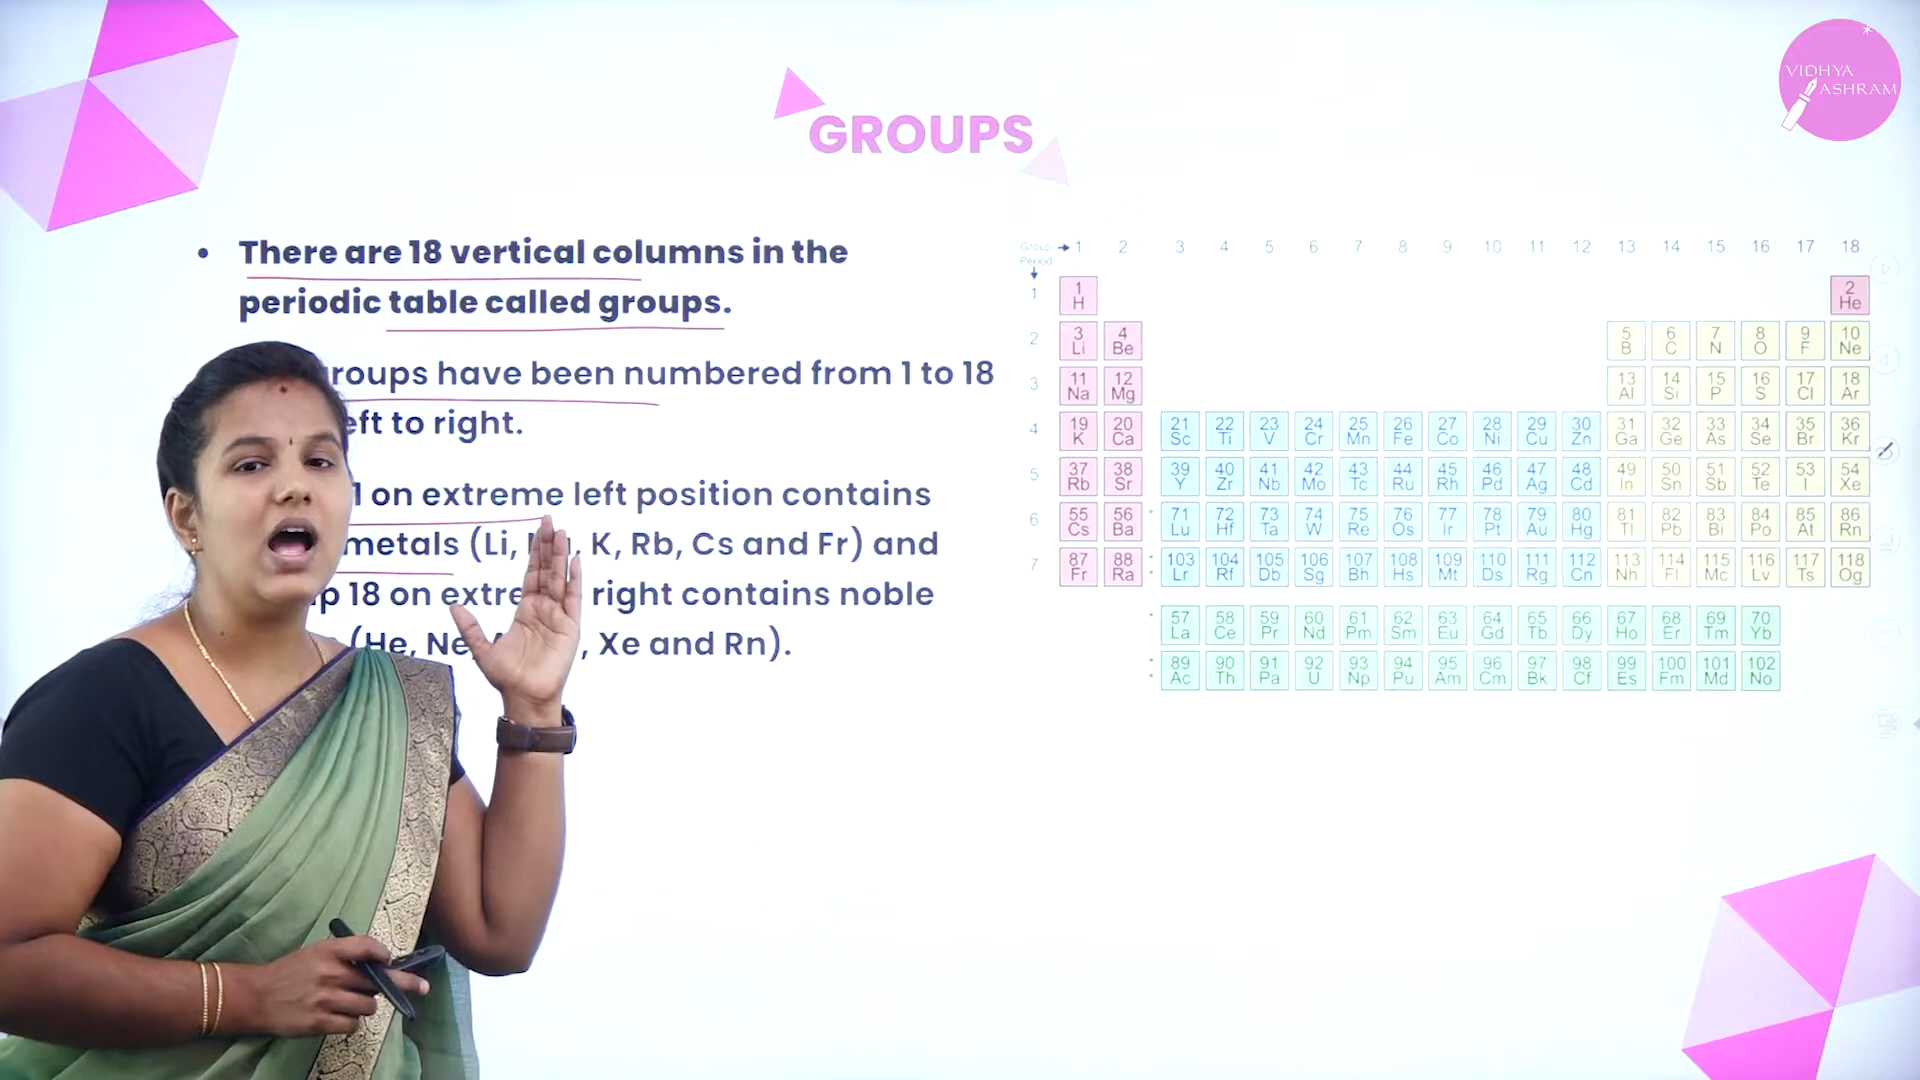 VIDHYA
ASHRAM
GROUPS
• There are 18 vertical columns in the
periodic table called groups.
roups have been numbered from 1 to 18
eft to right.
1 on extreme left position contains
metals (Li, K, Rb, Cs and Fr) and
18 on right contains noble
(He, Ne, Xe and Rn).
Group → 1 2 3 4 5 6 7 8 9 10 11 12 13 14 15 16 17 18
Period
1 1 2
H He
2 3 4 5 6 7 8 9 10
Li Be B C N O F Ne
3 11 12 13 14 15 16 17 18
Na Mg Al Si P S Cl Ar
4 19 20 21 22 23 24 25 26 27 28 29 30 31 32 33 34 35 36
K Ca Sc Ti V Cr Mn Fe Co Ni Cu Zn Ga Ge As Se Br Kr
5 37 38 39 40 41 42 43 44 45 46 47 48 49 50 51 52 53 54
Rb Sr Y Zr Nb Mo Tc Ru Rh Pd Ag Cd In Sn Sb Te I Xe
6 55 56 * 71 72 73 74 75 76 77 78 79 80 81 82 83 84 85 86
Cs Ba Lu Hf Ta W Re Os Ir Pt Au Hg Tl Pb Bi Po At Rn
7 87 88 * 103 104 105 106 107 108 109 110 111 112 113 114 115 116 117 118
Fr Ra * Lr Rf Db Sg Bh Hs Mt Ds Rg Cn Nh Fl Mc Lv Ts Og
* 57 58 59 60 61 62 63 64 65 66 67 68 69 70
La Ce Pr Nd Pm Sm Eu Gd Tb Dy Ho Er Tm Yb
* 89 90 91 92 93 94 95 96 97 98 99 100 101 102
* Ac Th Pa U Np Pu Am Cm Bk Cf Es Fm Md No